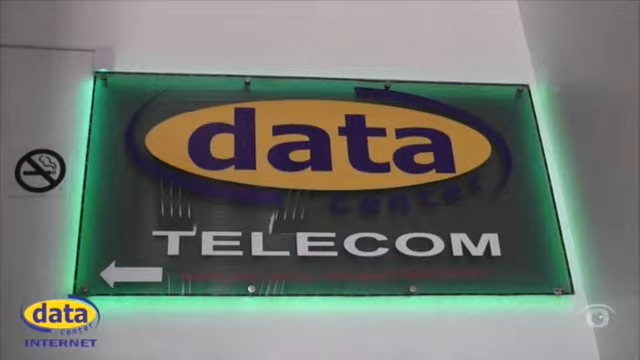 data
center
TELECOM
data
center
INTERNET